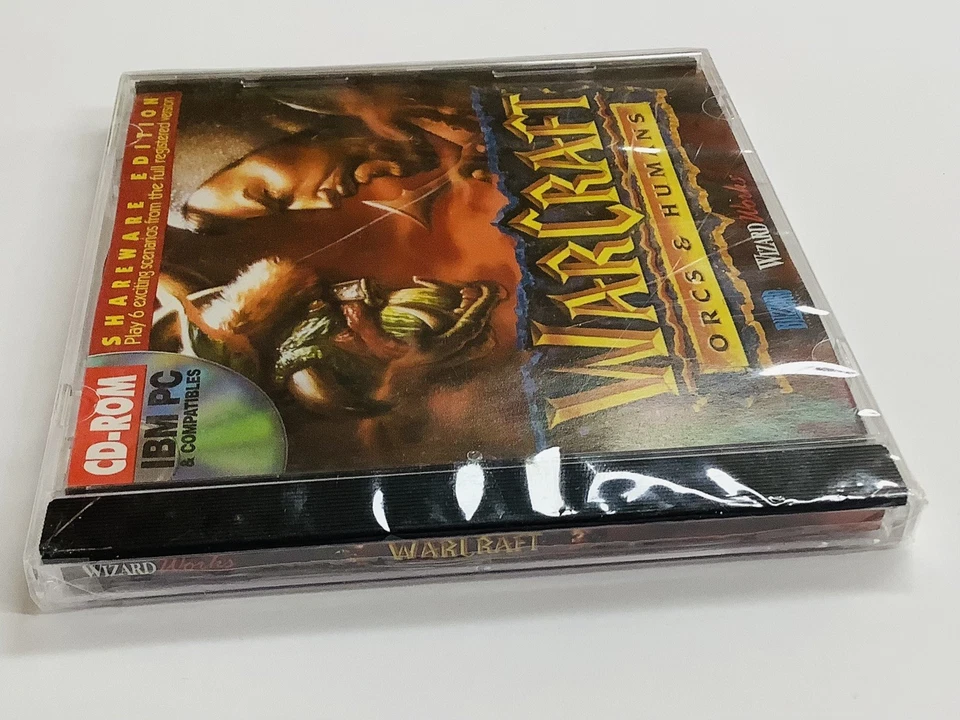 SHAREWARE EDITION
Play 6 exciting scenarios from the full registered version
CD-ROM
IBM PC
& COMPATIBLES
WARCRAFT
ORCS & HUMANS
BLIZZARD
WIZARD Works
WIZARD Works
WARCRAFT